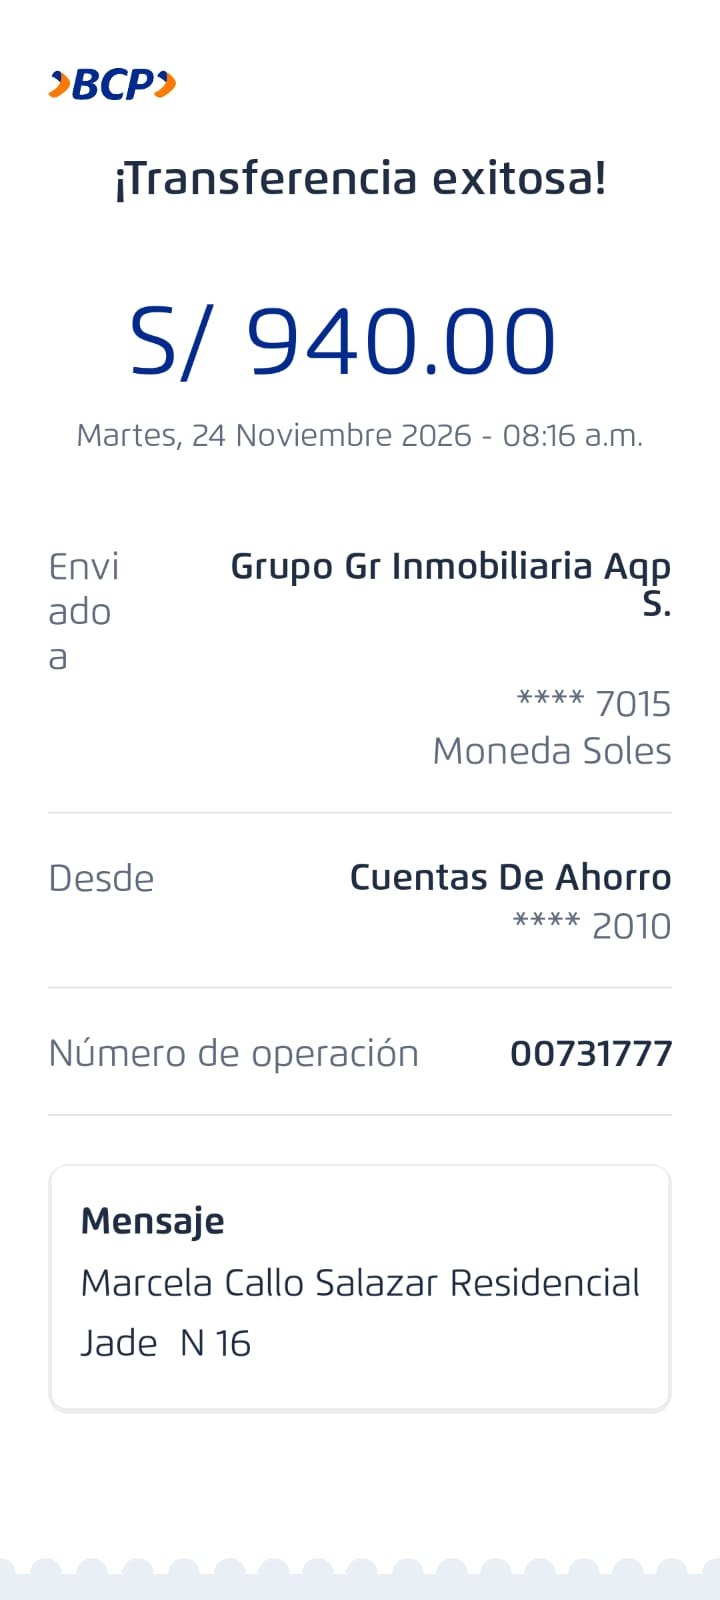 BCP
¡Transferencia exitosa!
S/ 940.00
Martes, 24 Noviembre 2026 - 08:16 a.m.
Envi
ado
a
Grupo Gr Inmobiliaria Aqp
S.
**** 7015
Moneda Soles
Desde
Cuentas De Ahorro
**** 2010
Número de operación 00731777
Mensaje
Marcela Callo Salazar Residencial
Jade  N 16